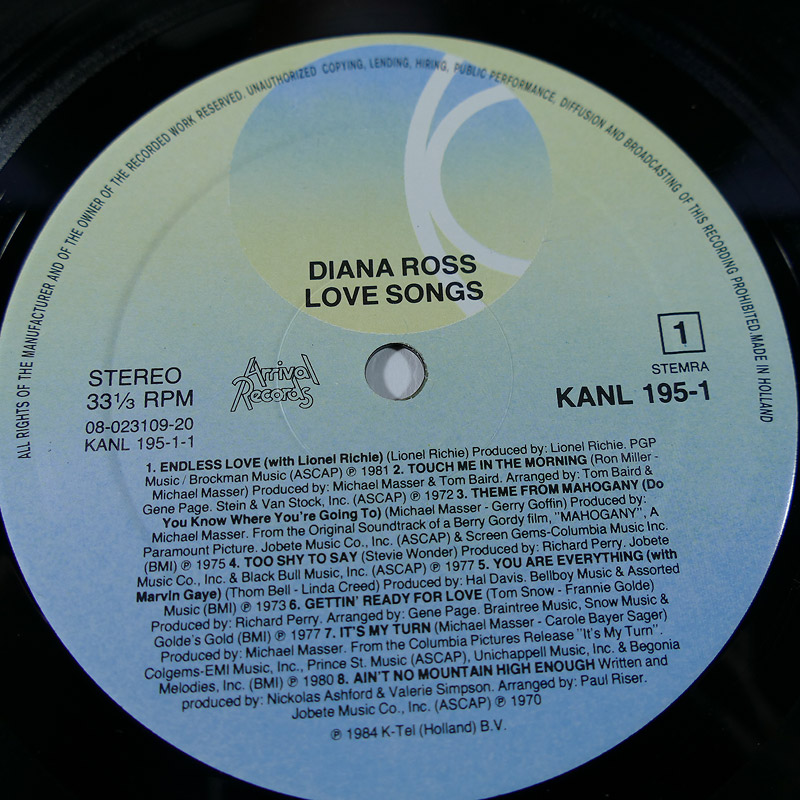 ALL RIGHTS OF THE MANUFACTURER AND OF THE OWNER OF THE RECORDED WORK RESERVED. UNAUTHORIZED COPYING, LENDING, HIRING, PUBLIC PERFORMANCE, DIFFUSION AND BROADCASTING OF THIS RECORDING PROHIBITED. MADE IN HOLLAND
DIANA ROSS
LOVE SONGS
1
STEMRA
KANL 195-1
STEREO
33⅓ RPM
08-023109-20
KANL 195-1-1
Arrival
Records
1. ENDLESS LOVE (with Lionel Richie) (Lionel Richie) Produced by: Lionel Richie. PGP
Music / Brockman Music (ASCAP) ℗ 1981 2. TOUCH ME IN THE MORNING (Ron Miller -
Michael Masser) Produced by: Michael Masser & Tom Baird. Arranged by: Tom Baird &
Gene Page. Stein & Van Stock, Inc. (ASCAP) ℗ 1972 3. THEME FROM MAHOGANY (Do
You Know Where You're Going To) (Michael Masser - Gerry Goffin) Produced by:
Michael Masser. From the Original Soundtrack of a Berry Gordy film, "MAHOGANY", A
Paramount Picture. Jobete Music Co., Inc. (ASCAP) & Screen Gems-Columbia Music Inc.
(BMI) ℗ 1975 4. TOO SHY TO SAY (Stevie Wonder) Produced by: Richard Perry. Jobete
Music Co., Inc. & Black Bull Music, Inc. (ASCAP) ℗ 1977 5. YOU ARE EVERYTHING (with
Marvin Gaye) (Thom Bell - Linda Creed) Produced by: Hal Davis. Bellboy Music & Assorted
Music (BMI) ℗ 1973 6. GETTIN' READY FOR LOVE (Tom Snow - Frannie Golde)
Produced by: Richard Perry. Arranged by: Gene Page. Braintree Music, Snow Music &
Golde's Gold (BMI) ℗ 1977 7. IT'S MY TURN (Michael Masser - Carole Bayer Sager)
Produced by: Michael Masser. From the Columbia Pictures Release "It's My Turn".
Colgems-EMI Music, Inc., Prince St. Music (ASCAP), Unichappell Music, Inc. & Begonia
Melodies, Inc. (BMI) ℗ 1980 8. AIN'T NO MOUNTAIN HIGH ENOUGH Written and
produced by: Nickolas Ashford & Valerie Simpson. Arranged by: Paul Riser.
Jobete Music Co., Inc. (ASCAP) ℗ 1970
℗ 1984 K-Tel (Holland) B.V.